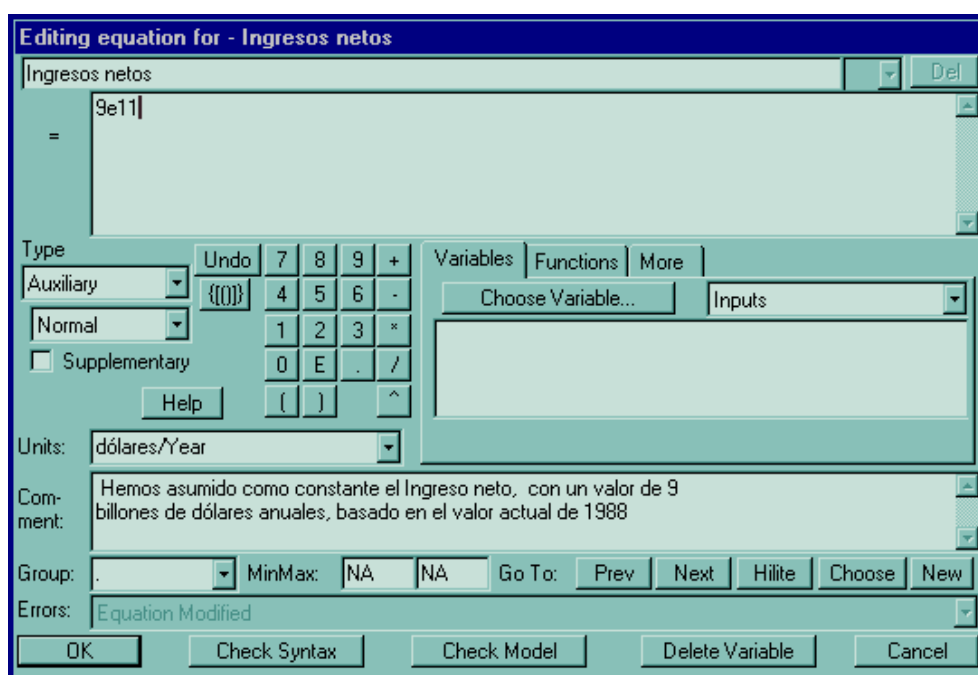 Editing equation for - Ingresos netos
Ingresos netos Del
= 9e11
Type Undo 7 8 9 + Variables Functions More
Auxiliary {[()]} 4 5 6 - Choose Variable... Inputs
Normal 1 2 3 *
Supplementary 0 E . /
Help ( ) ^
Units: dólares/Year
Com- Hemos asumido como constante el Ingreso neto, con un valor de 9
ment: billones de dólares anuales, basado en el valor actual de 1988
Group: . MinMax: NA NA Go To: Prev Next Hilite Choose New
Errors: Equation Modified
OK Check Syntax Check Model Delete Variable Cancel